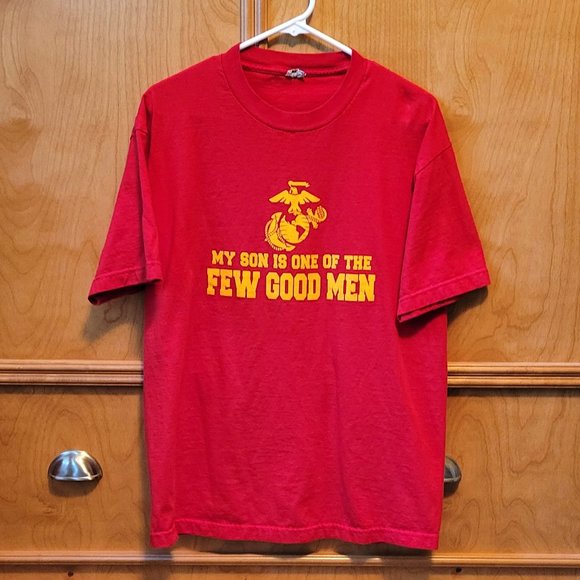 MY SON IS ONE OF THE
FEW GOOD MEN